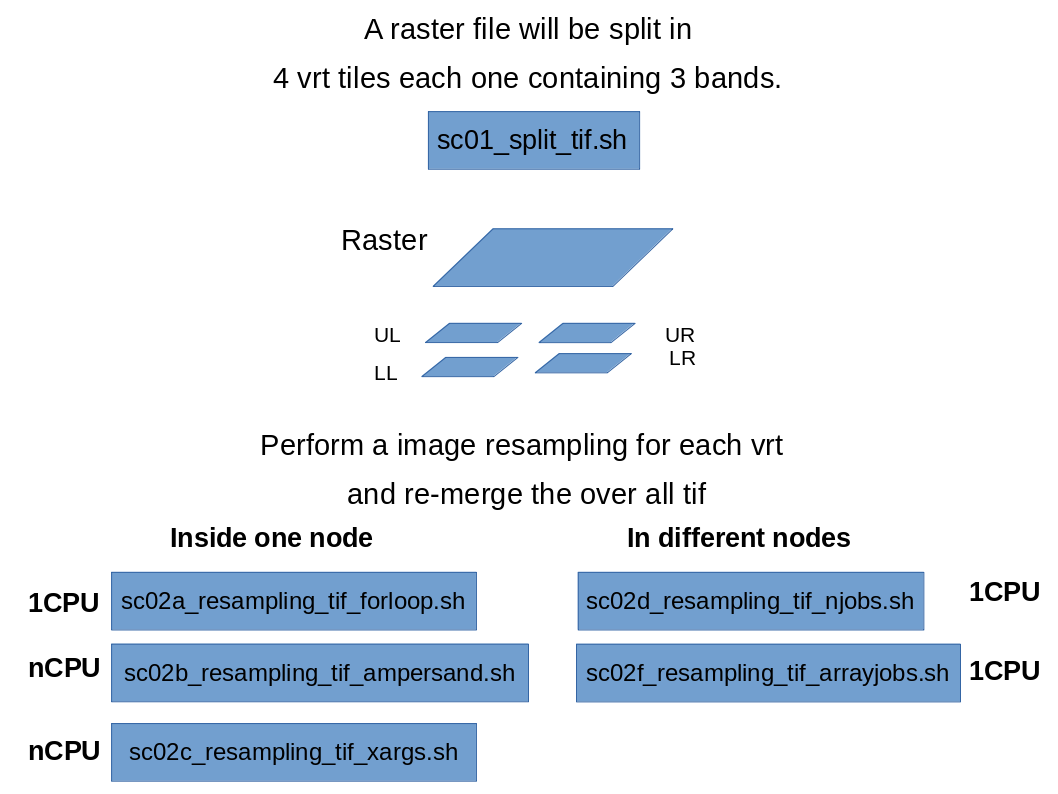 A raster file will be split in
4 vrt tiles each one containing 3 bands.
sc01_split_tif.sh
Raster
UL
UR
LL
LR
Perform a image resampling for each vrt
and re-merge the over all tif
Inside one node
In different nodes
1CPU
sc02a_resampling_tif_forloop.sh
sc02d_resampling_tif_njobs.sh
1CPU
nCPU
sc02b_resampling_tif_ampersand.sh
sc02f_resampling_tif_arrayjobs.sh
1CPU
nCPU
sc02c_resampling_tif_xargs.sh